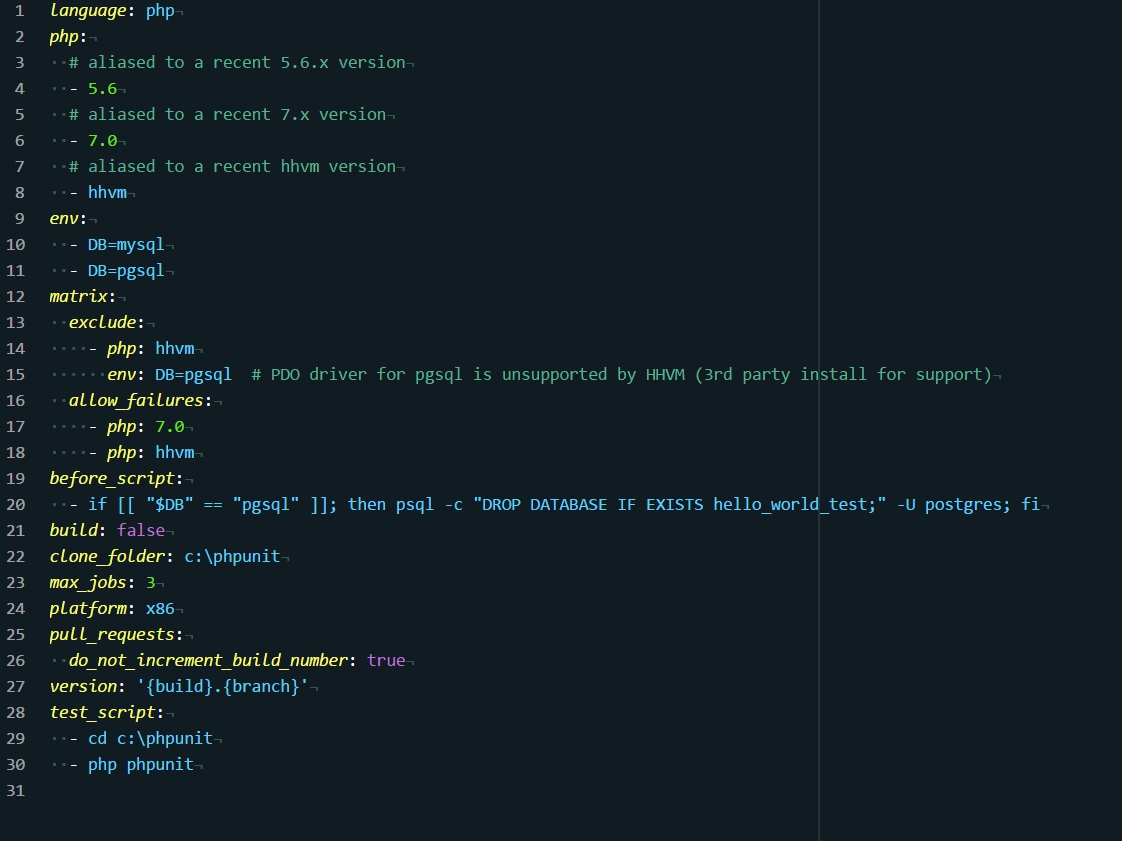 1 language: php¬
2 php:¬
3 ··# aliased to a recent 5.6.x version¬
4 ··- 5.6¬
5 ··# aliased to a recent 7.x version¬
6 ··- 7.0¬
7 ··# aliased to a recent hhvm version¬
8 ··- hhvm¬
9 env:¬
10 ··- DB=mysql¬
11 ··- DB=pgsql¬
12 matrix:¬
13 ··exclude:¬
14 ····- php: hhvm¬
15 ······env: DB=pgsql  # PDO driver for pgsql is unsupported by HHVM (3rd party install for support)¬
16 ··allow_failures:¬
17 ····- php: 7.0¬
18 ····- php: hhvm¬
19 before_script:¬
20 ··- if [[ "$DB" == "pgsql" ]]; then psql -c "DROP DATABASE IF EXISTS hello_world_test;" -U postgres; fi¬
21 build: false¬
22 clone_folder: c:\phpunit¬
23 max_jobs: 3¬
24 platform: x86¬
25 pull_requests:¬
26 ··do_not_increment_build_number: true¬
27 version: '{build}.{branch}'¬
28 test_script:¬
29 ··- cd c:\phpunit¬
30 ··- php phpunit¬
31